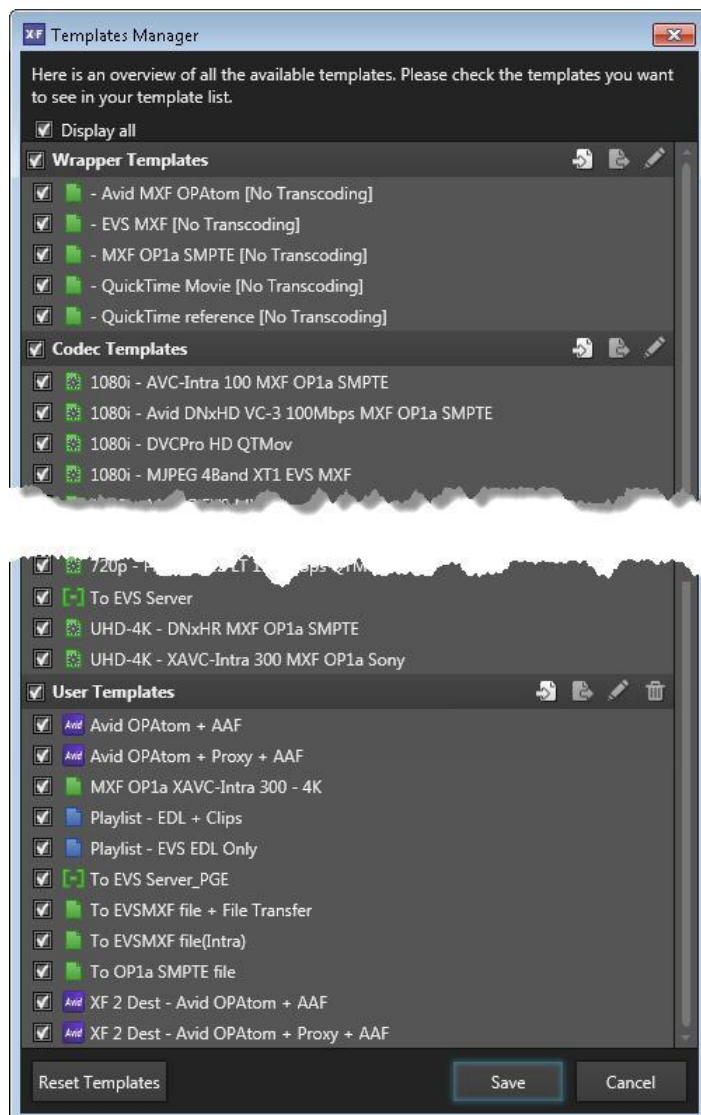 XF Templates Manager
Here is an overview of all the available templates. Please check the templates you want
to see in your template list.
Display all
Wrapper Templates
- Avid MXF OPAtom [No Transcoding]
- EVS MXF [No Transcoding]
- MXF OP1a SMPTE [No Transcoding]
- QuickTime Movie [No Transcoding]
- QuickTime reference [No Transcoding]
Codec Templates
1080i - AVC-Intra 100 MXF OP1a SMPTE
1080i - Avid DNxHD VC-3 100Mbps MXF OP1a SMPTE
1080i - DVCPro HD QTMov
1080i - MJPEG 4Band XT1 EVS MXF
720p -
To EVS Server
UHD-4K - DNxHR MXF OP1a SMPTE
UHD-4K - XAVC-Intra 300 MXF OP1a Sony
User Templates
Avid Avid OPAtom + AAF
Avid Avid OPAtom + Proxy + AAF
MXF OP1a XAVC-Intra 300 - 4K
Playlist - EDL + Clips
Playlist - EVS EDL Only
To EVS Server_PGE
To EVSMXF file + File Transfer
To EVSMXF file(Intra)
To OP1a SMPTE file
Avid XF 2 Dest - Avid OPAtom + AAF
Avid XF 2 Dest - Avid OPAtom + Proxy + AAF
Reset Templates Save Cancel